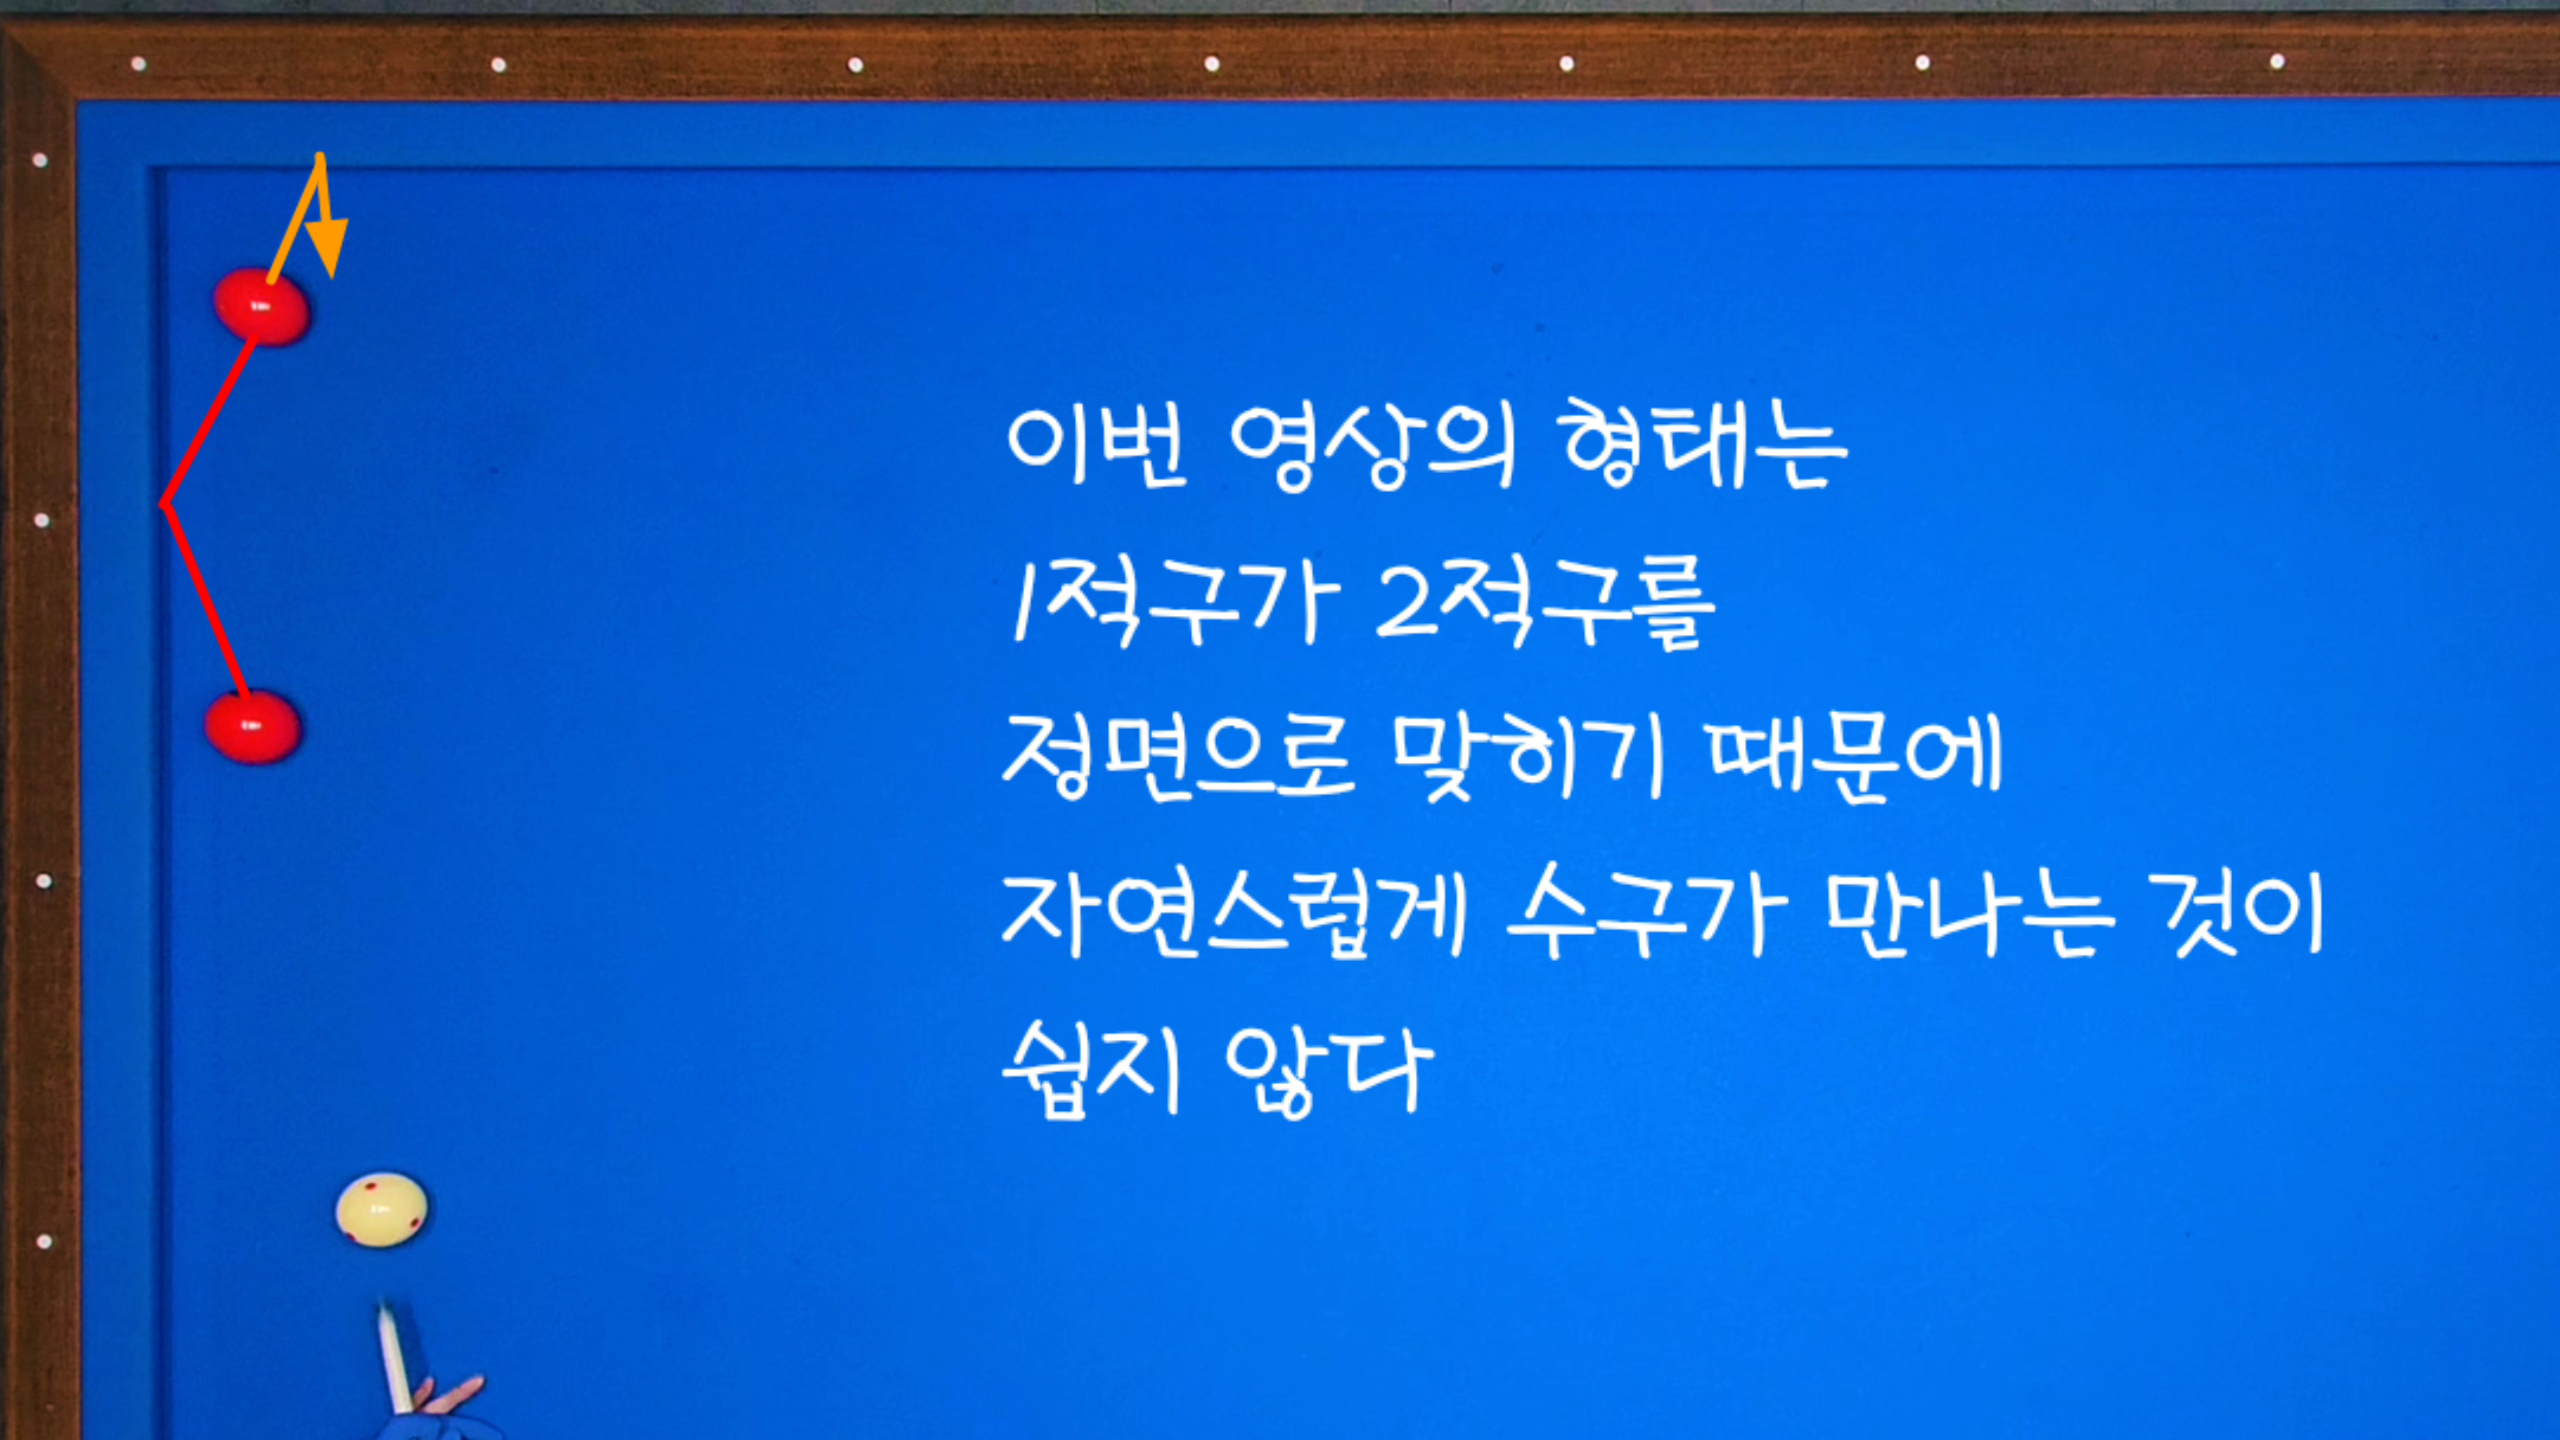 이번 영상의 형태는
1적구가 2적구를
정면으로 맞히기 때문에
자연스럽게 수구가 만나는 것이
쉽지 않다